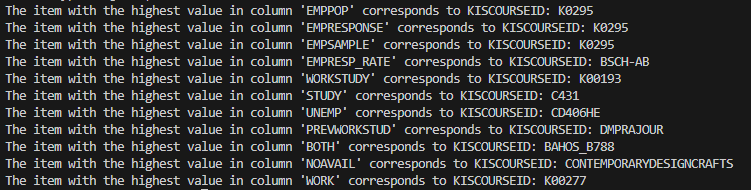 The item with the highest value in column 'EMPPOP' corresponds to KISCOURSEID: K0295
The item with the highest value in column 'EMPRESPONSE' corresponds to KISCOURSEID: K0295
The item with the highest value in column 'EMPSAMPLE' corresponds to KISCOURSEID: K0295
The item with the highest value in column 'EMPRESP_RATE' corresponds to KISCOURSEID: BSCH-AB
The item with the highest value in column 'WORKSTUDY' corresponds to KISCOURSEID: K00193
The item with the highest value in column 'STUDY' corresponds to KISCOURSEID: C431
The item with the highest value in column 'UNEMP' corresponds to KISCOURSEID: CD406HE
The item with the highest value in column 'PREVWORKSTUD' corresponds to KISCOURSEID: DMPRAJOUR
The item with the highest value in column 'BOTH' corresponds to KISCOURSEID: BAHOS_B788
The item with the highest value in column 'NOAVAIL' corresponds to KISCOURSEID: CONTEMPORARYDESIGNCRAFTS
The item with the highest value in column 'WORK' corresponds to KISCOURSEID: K00277